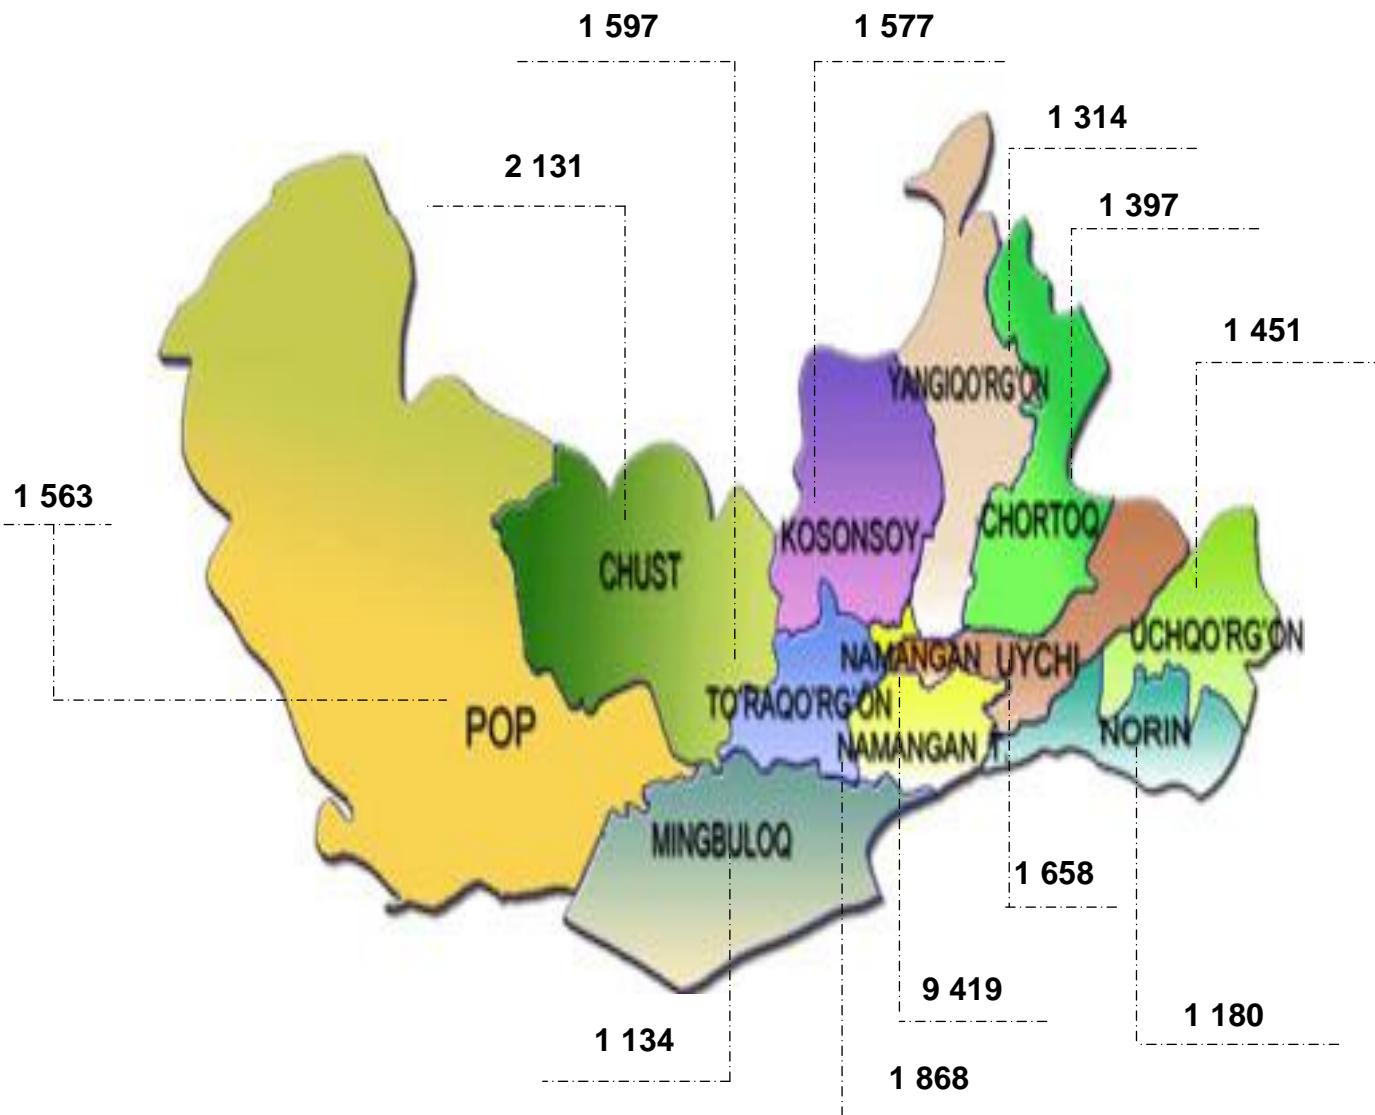 1 597
1 577
1 314
2 131
1 397
1 451
YANGIQO'RG'ON
1 563
KOSONSOY
CHORTOQ
CHUST
UCHQO'RG'ON
NAMANGAN
UYCHI
TO'RAQO'RG'ON
POP
NORIN
NAMANGAN T
MINGBULOQ
1 658
9 419
1 180
1 134
1 868